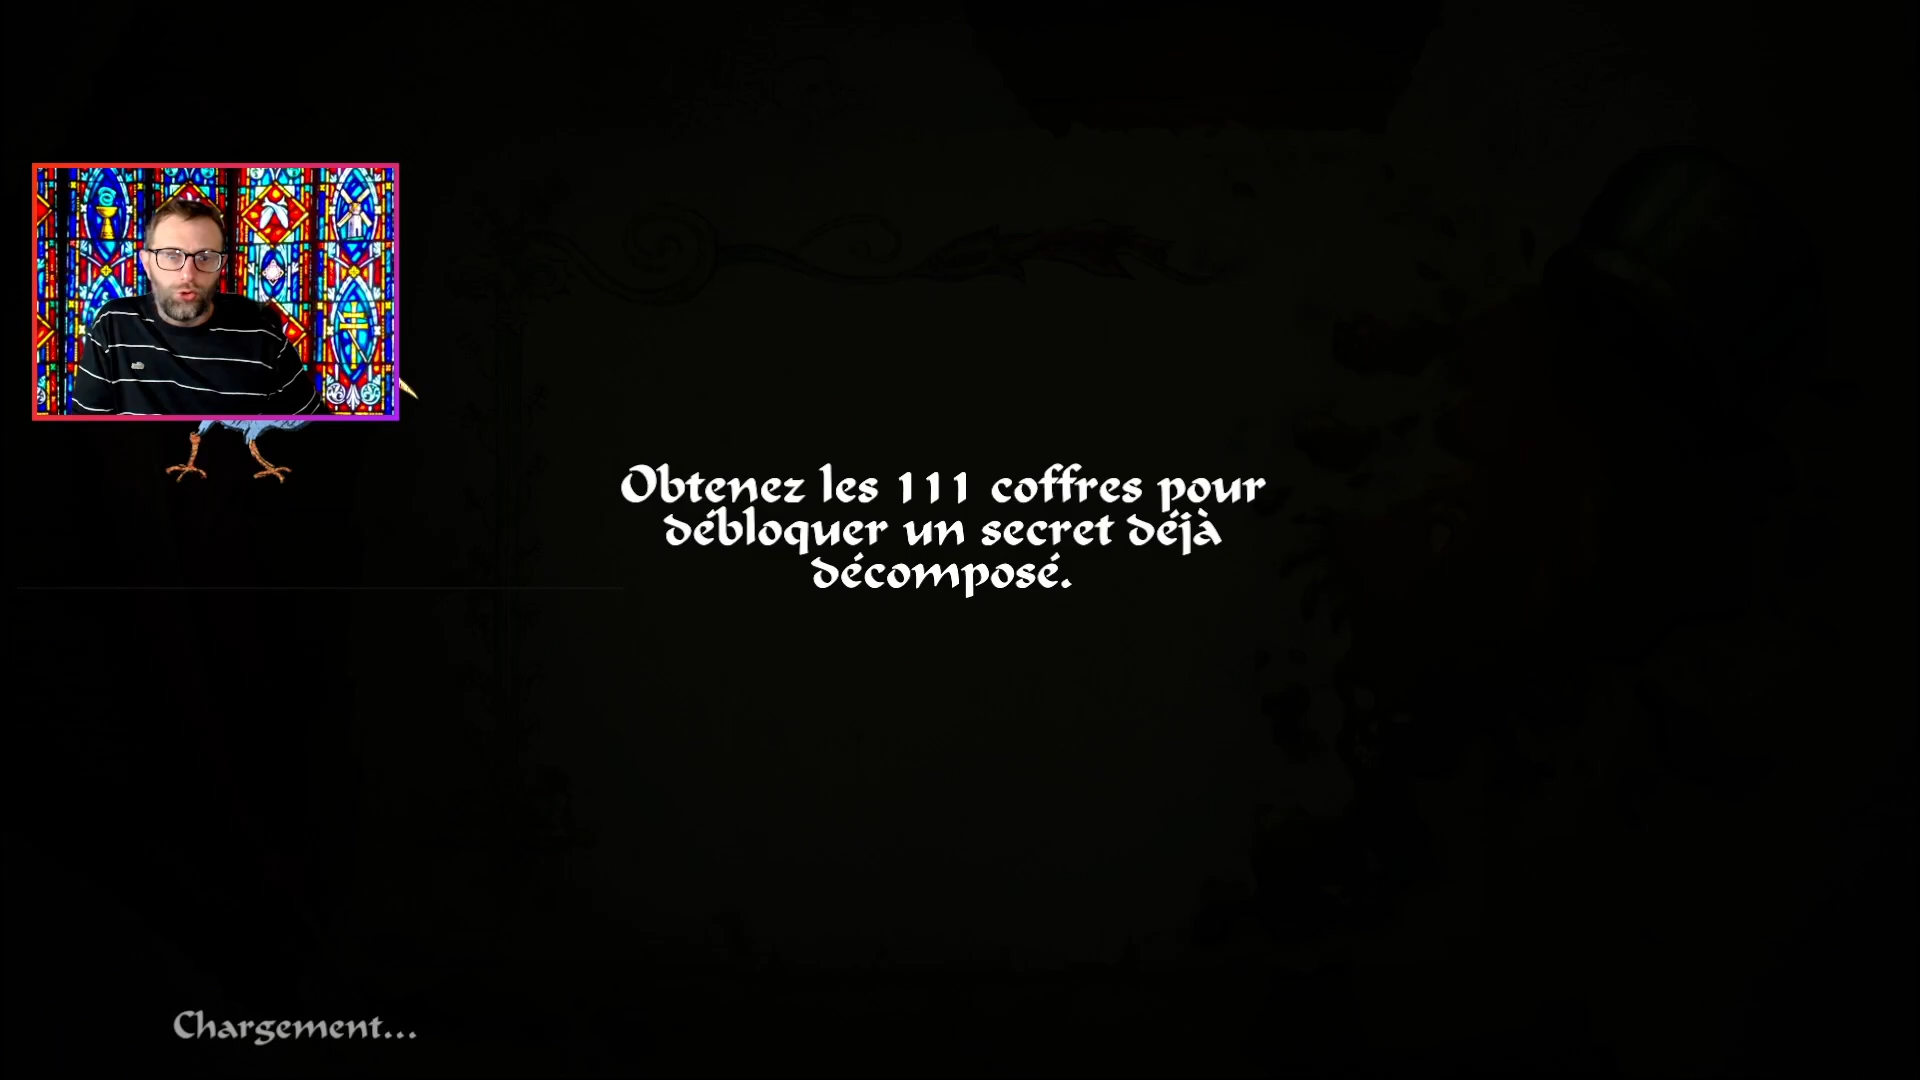 Obtenez les 111 coffres pour
débloquer un secret déjà
décomposé.
Chargement...